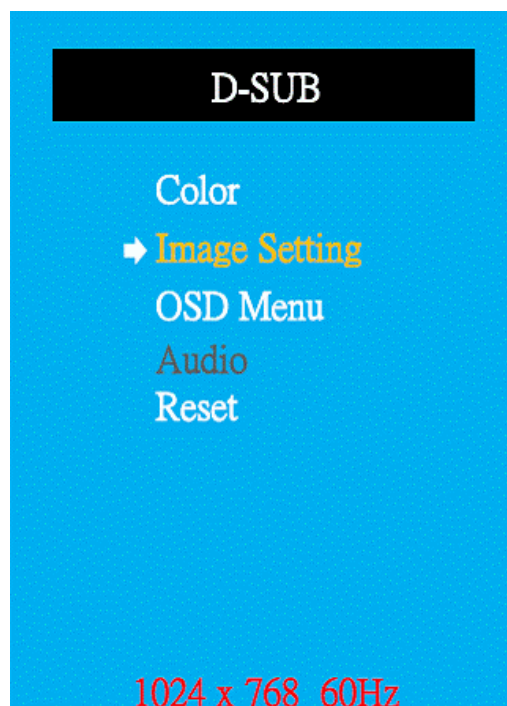 D-SUB
Color
Image Setting
OSD Menu
Audio
Reset
1024 x 768 60Hz